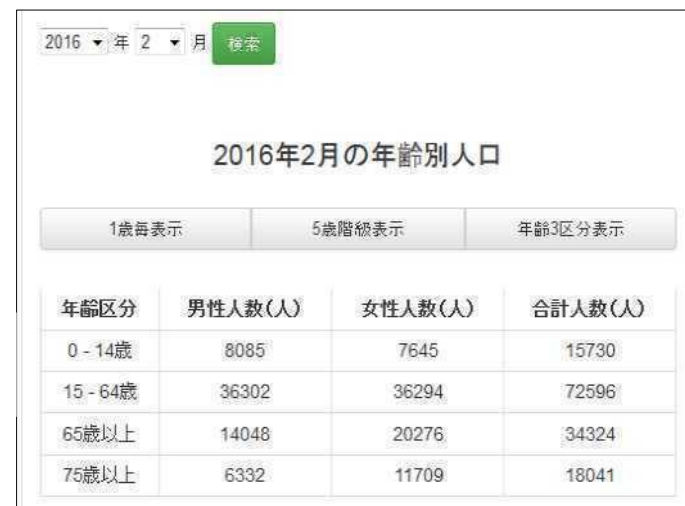 2016 年 2 月 検索
2016年2月の年齢別人口
1歳毎表示 5歳階級表示 年齢3区分表示
年齢区分 男性人数(人) 女性人数(人) 合計人数(人)
0 - 14歳 8085 7645 15730
15 - 64歳 36302 36294 72596
65歳以上 14048 20276 34324
75歳以上 6332 11709 18041